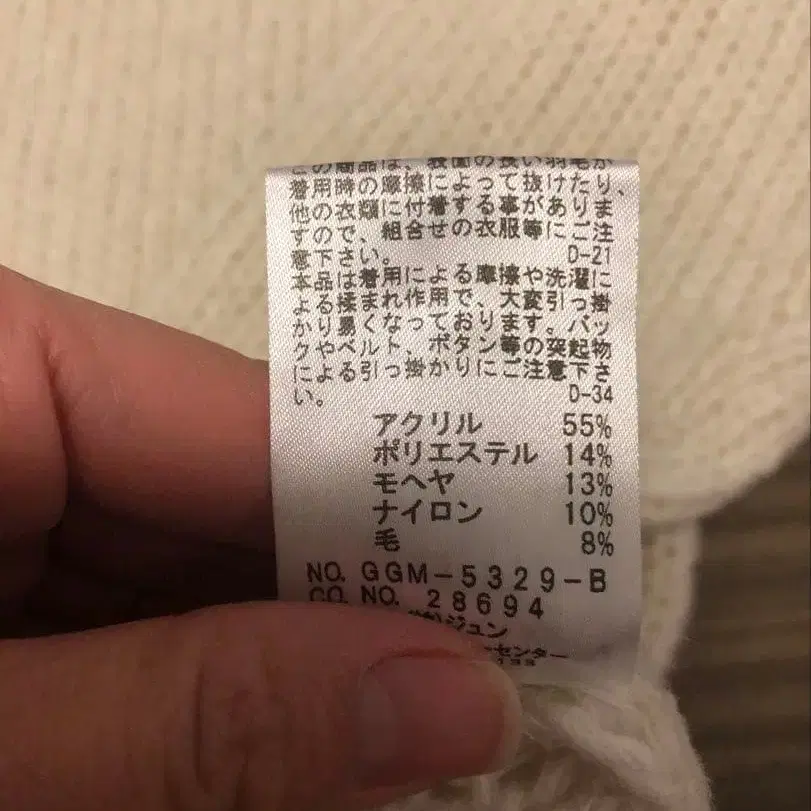 この商品は、表面の長い羽毛が
着用時の摩擦によって抜けたり、
他の衣類に付着する事がありま
すので、組合せの衣服等にご注
意下さい。 D-21
本品は着用による摩擦や洗濯に
よる揉まれ作用で、大変引っ掛
かり易くなっております。バッ
クやベルト、ボタン等の突起物
による引っ掛かりにご注意下さ
い。 D-34
アクリル 55%
ポリエステル 14%
モヘヤ 13%
ナイロン 10%
毛 8%
NO. GGM-5329-B
CO. NO. 28694
ジュン
センター
133